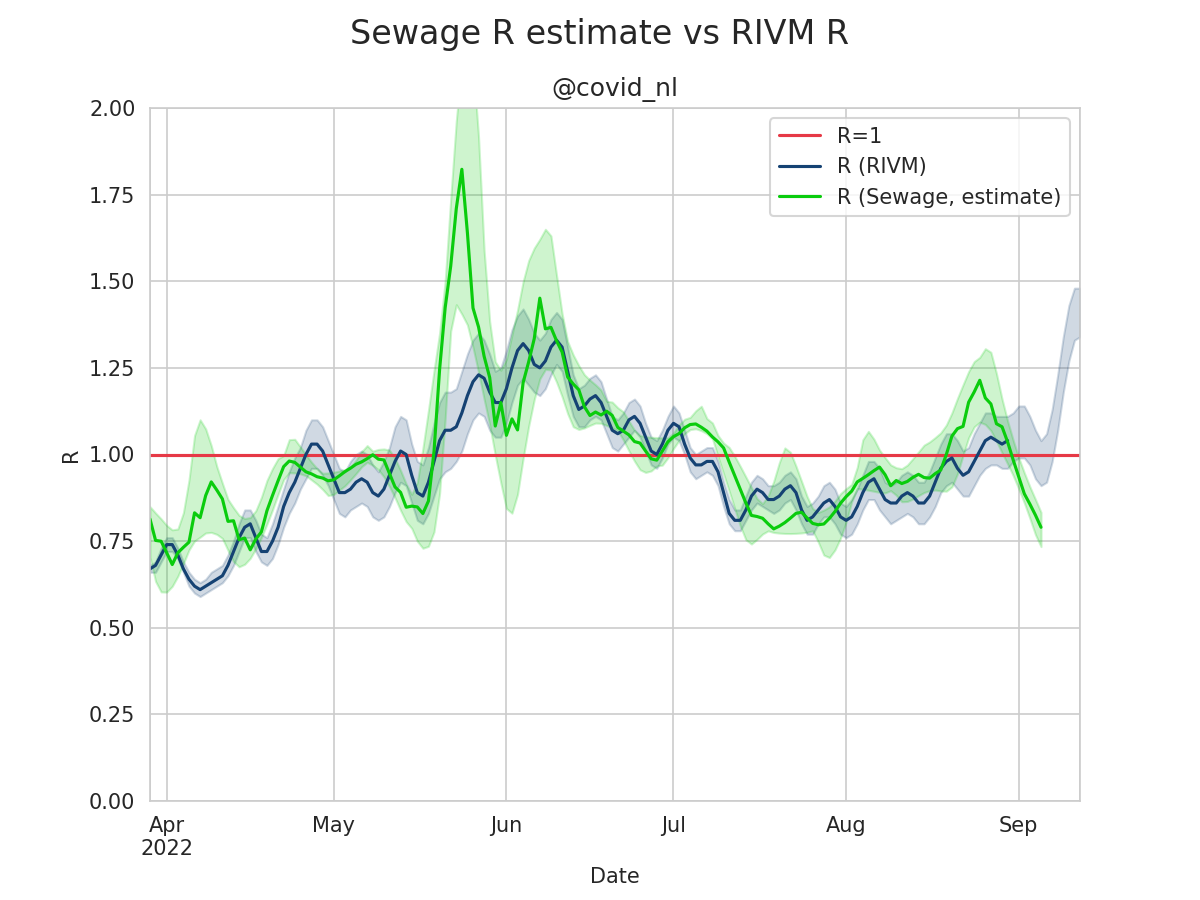 Sewage R estimate vs RIVM R
@covid_nl
R=1
R (RIVM)
R (Sewage, estimate)
2.00
1.75
1.50
1.25
1.00
0.75
0.50
0.25
0.00
R
Apr May Jun Jul Aug Sep
2022
Date